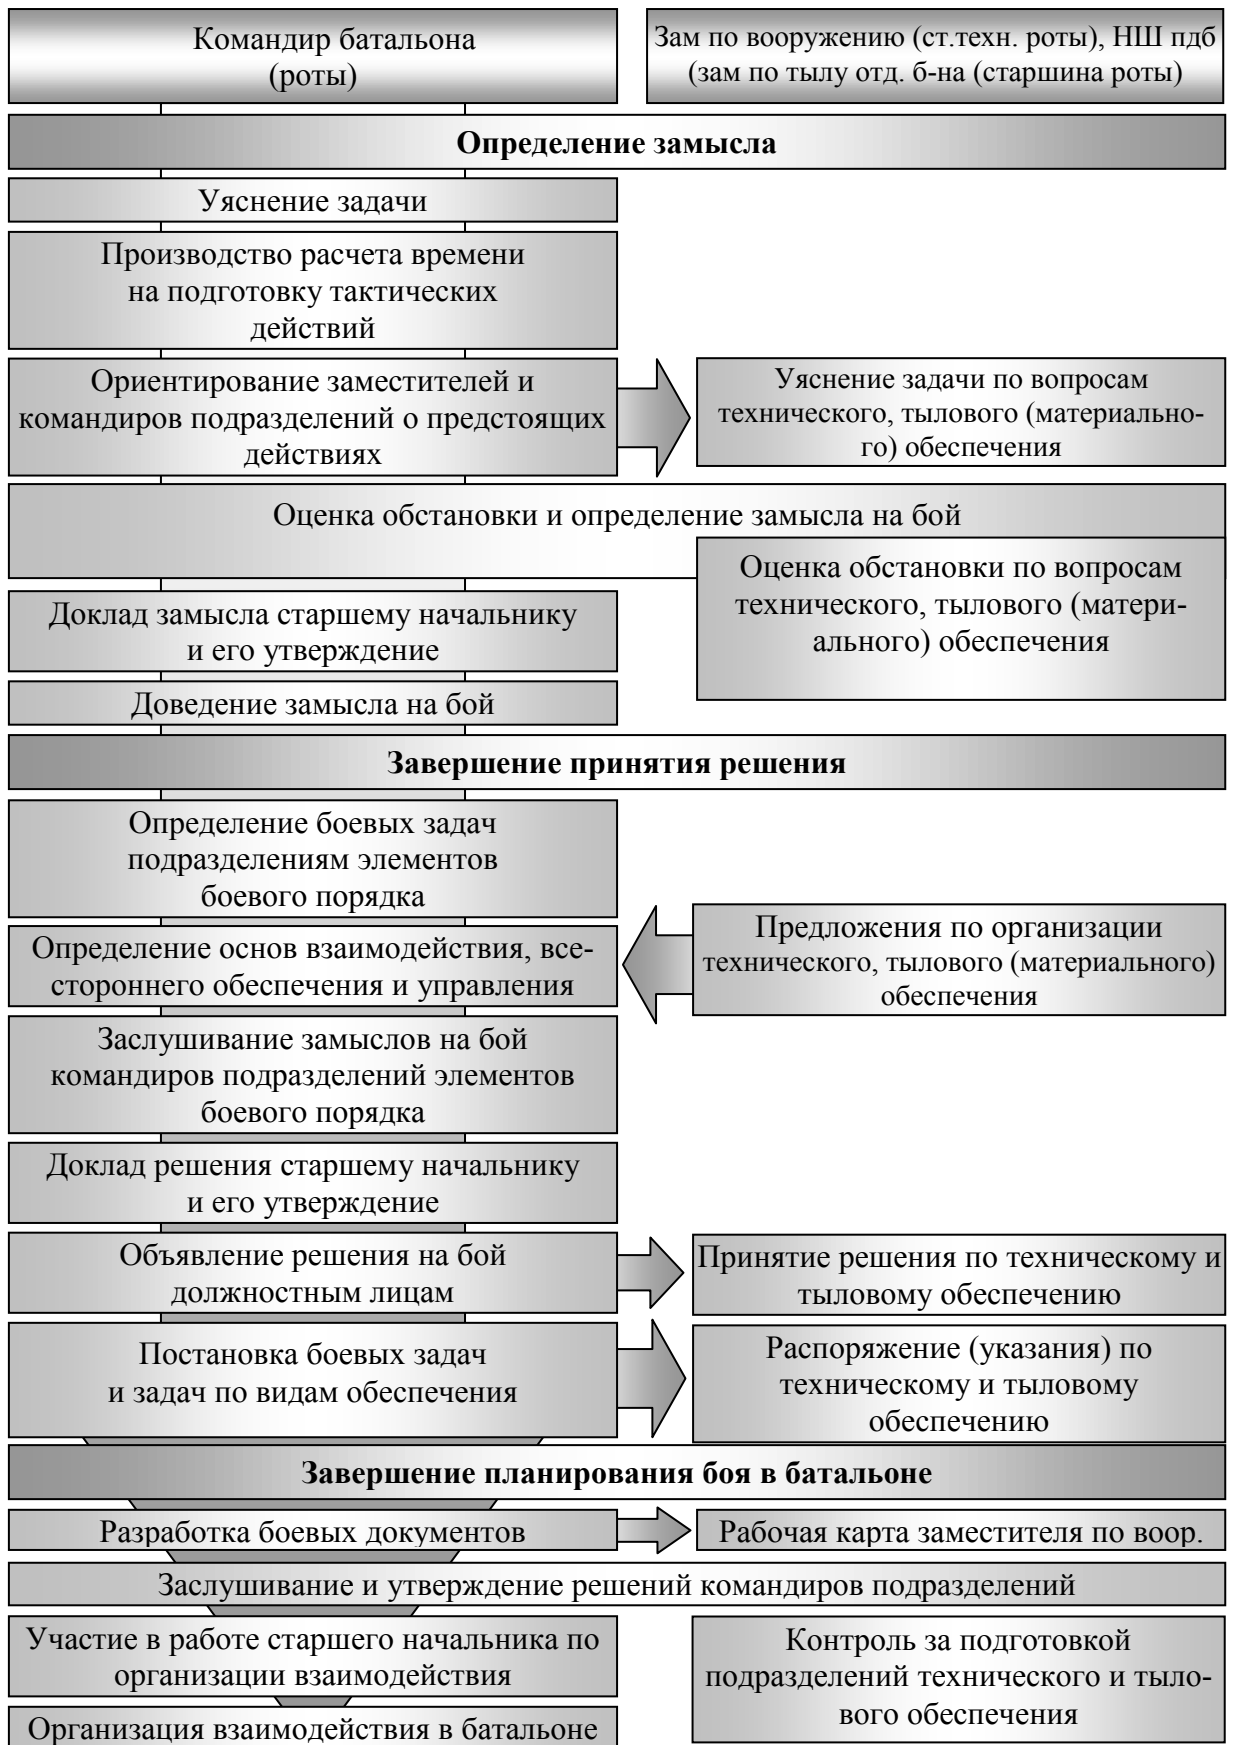 Командир батальона
(роты)
Зам по вооружению (ст.техн. роты), НШ пдб
(зам по тылу отд. б-на (старшина роты)
Определение замысла
Уяснение задачи
Производство расчета времени
на подготовку тактических
действий
Ориентирование заместителей и
командиров подразделений о предстоящих
действиях
Уяснение задачи по вопросам
технического, тылового (материально-
го) обеспечения
Оценка обстановки и определение замысла на бой
Оценка обстановки по вопросам
технического, тылового (матери-
ального) обеспечения
Доклад замысла старшему начальнику
и его утверждение
Доведение замысла на бой
Завершение принятия решения
Определение боевых задач
подразделениям элементов
боевого порядка
Определение основ взаимодействия, все-
стороннего обеспечения и управления
Предложения по организации
технического, тылового (материального)
обеспечения
Заслушивание замыслов на бой
командиров подразделений элементов
боевого порядка
Доклад решения старшему начальнику
и его утверждение
Объявление решения на бой
должностным лицам
Принятие решения по техническому и
тыловому обеспечению
Постановка боевых задач
и задач по видам обеспечения
Распоряжение (указания) по
техническому и тыловому
обеспечению
Завершение планирования боя в батальоне
Разработка боевых документов
Рабочая карта заместителя по воор.
Заслушивание и утверждение решений командиров подразделений
Участие в работе старшего начальника по
организации взаимодействия
Контроль за подготовкой
подразделений технического и тыло-
вого обеспечения
Организация взаимодействия в батальоне